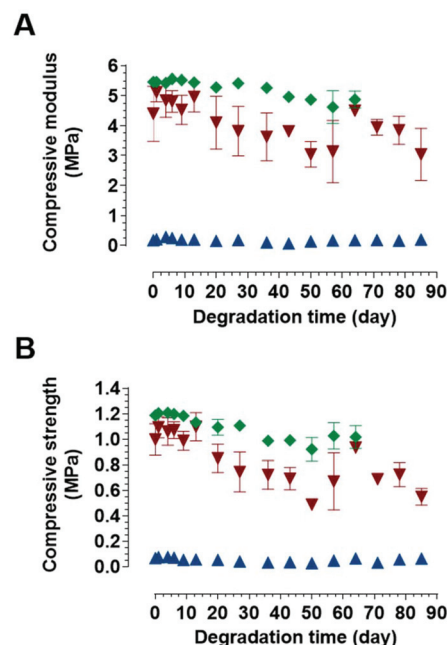 A
Compressive modulus
(MPa)
6
5
4
3
2
1
0
0 10 20 30 40 50 60 70 80 90
Degradation time (day)
B
Compressive strength
(MPa)
1.4
1.2
1.0
0.8
0.6
0.4
0.2
0.0
0 10 20 30 40 50 60 70 80 90
Degradation time (day)